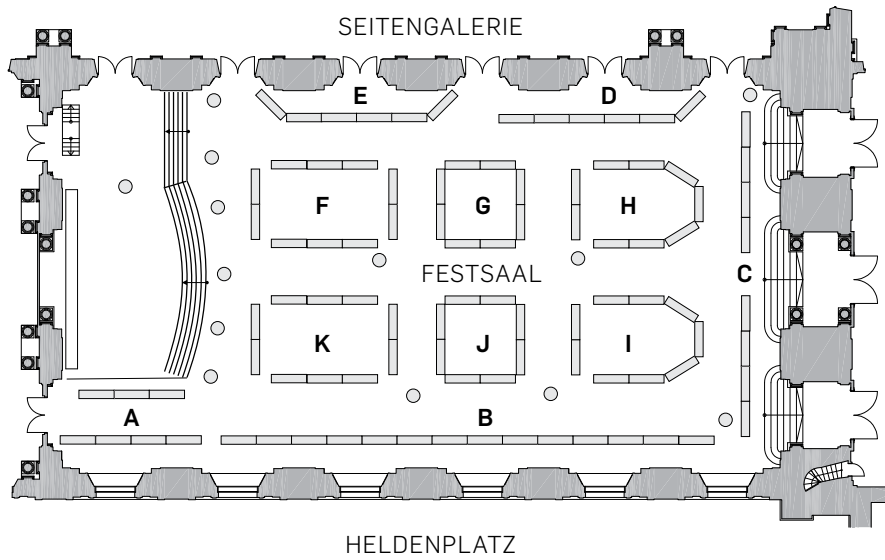 SEITENGALERIE
E
D
F
G
H
FESTSAAL
C
K
J
I
A
B
HELDENPLATZ